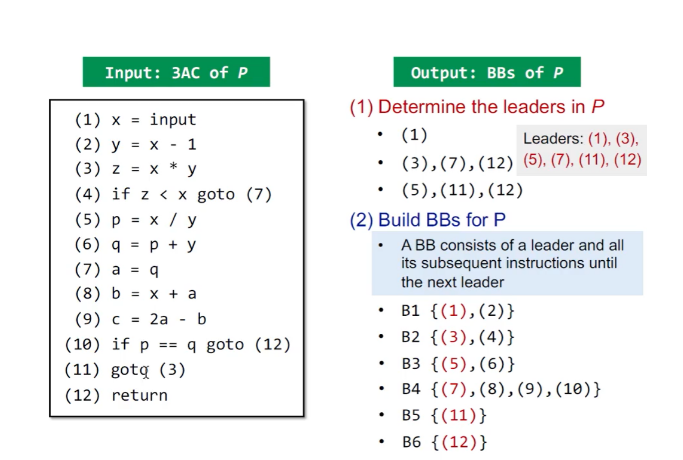 Input: 3AC of P
(1) x = input
(2) y = x - 1
(3) z = x * y
(4) if z < x goto (7)
(5) p = x / y
(6) q = p + y
(7) a = q
(8) b = x + a
(9) c = 2a - b
(10) if p == q goto (12)
(11) goto (3)
(12) return
Output: BBs of P
(1) Determine the leaders in P
• (1)
• (3),(7),(12)
• (5),(11),(12)
Leaders: (1), (3),
(5), (7), (11), (12)
(2) Build BBs for P
• A BB consists of a leader and all
its subsequent instructions until
the next leader
• B1 {(1),(2)}
• B2 {(3),(4)}
• B3 {(5),(6)}
• B4 {(7),(8),(9),(10)}
• B5 {(11)}
• B6 {(12)}